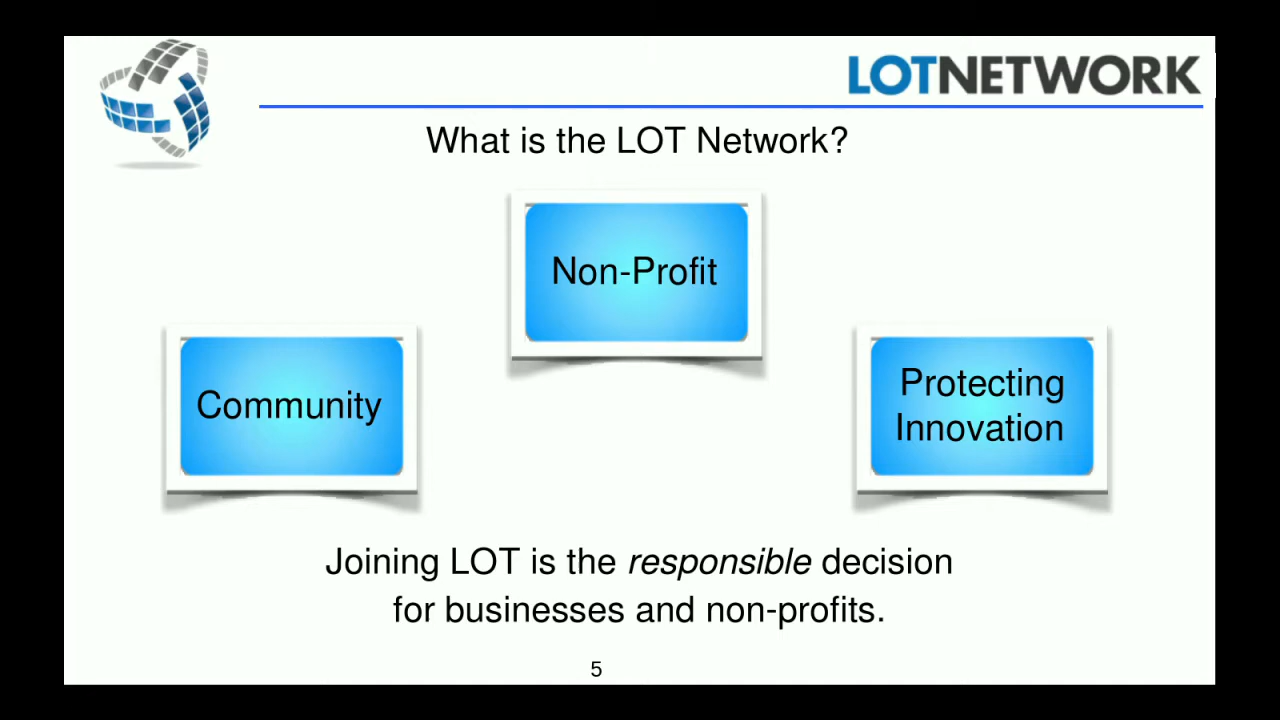 LOTNETWORK
What is the LOT Network?
Non-Profit
Community
Protecting
Innovation
Joining LOT is the responsible decision
for businesses and non-profits.
5